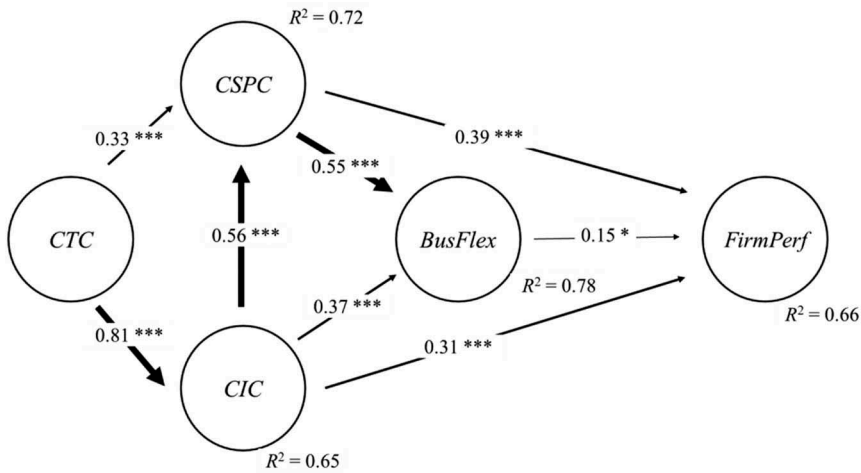 R² = 0.72
CSPC
0.33 ***
0.39 ***
0.55 ***
CTC
0.56 ***
BusFlex
0.15 *
FirmPerf
R² = 0.78
0.37 ***
R² = 0.66
0.81 ***
0.31 ***
CIC
R² = 0.65